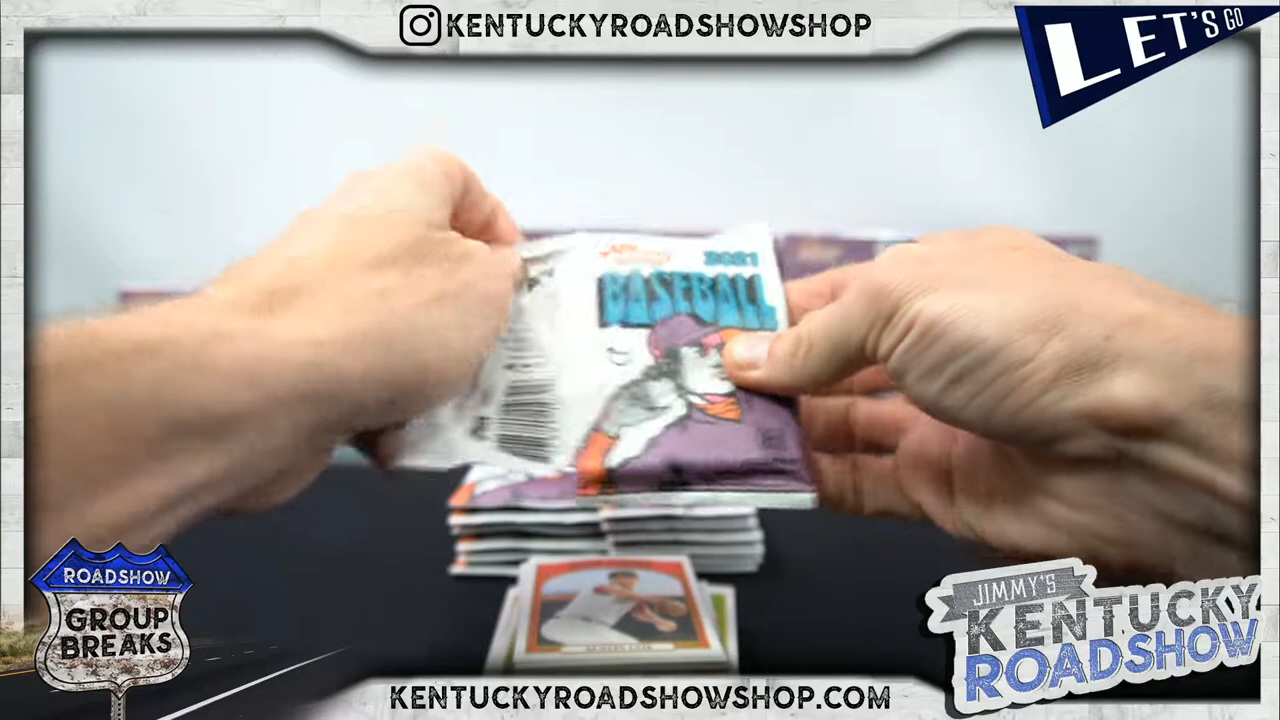 KENTUCKYROADSHOWSHOP
LET'S GO
2021
BASEBALL
ROADSHOW
GROUP
BREAKS
JIMMY'S
KENTUCKY
ROADSHOW
KENTUCKYROADSHOWSHOP.COM